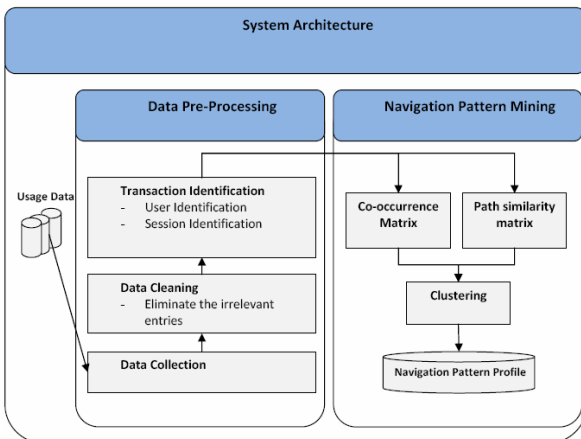 System Architecture
Data Pre-Processing
Navigation Pattern Mining
Usage Data
Transaction Identification
- User Identification
- Session Identification
Data Cleaning
- Eliminate the irrelevant
entries
Data Collection
Co-occurrence
Matrix
Path similarity
matrix
Clustering
Navigation Pattern Profile